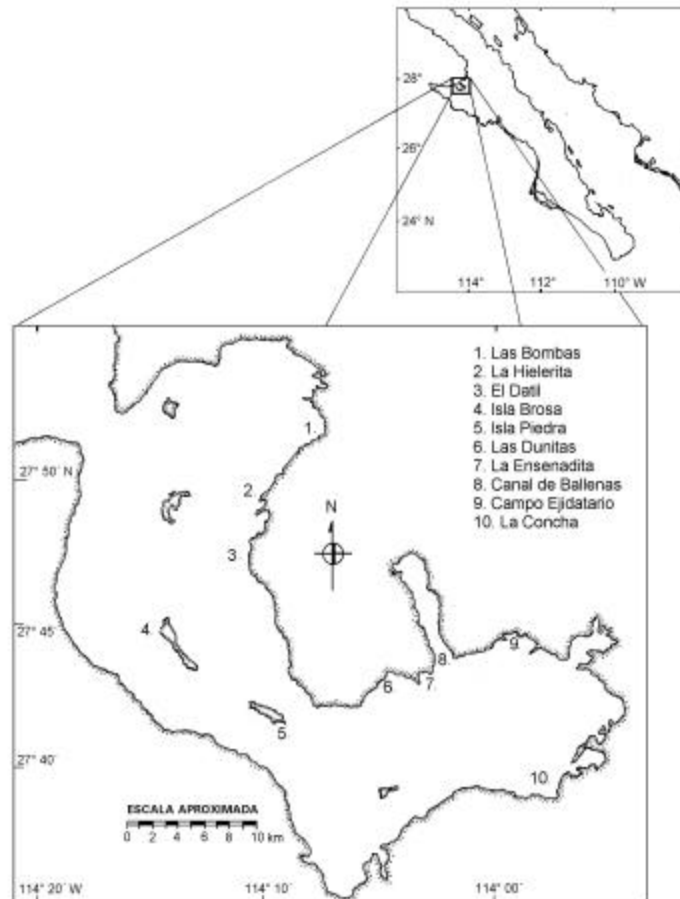 28°
26°
24° N
114°
112°
110° W
1. Las Bombas
2. La Hielerita
3. El Datil
4. Isla Brosa
5. Isla Piedra
6. Las Dunitas
7. La Ensenadita
8. Canal de Ballenas
9. Campo Ejidatario
10. La Concha
1.
27° 50´ N
2
N
3
27° 45´
4
8.
9.
6
7.
5
27° 40´
10
ESCALA APROXIMADA
0 2 4 6 8 10 km
114° 20´ W
114° 10´
114° 00´